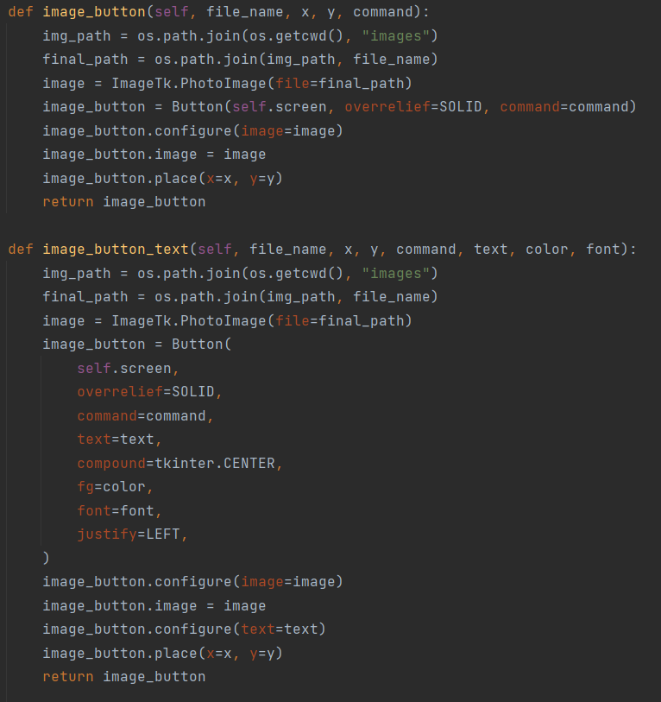 def image_button(self, file_name, x, y, command):
    img_path = os.path.join(os.getcwd(), "images")
    final_path = os.path.join(img_path, file_name)
    image = ImageTk.PhotoImage(file=final_path)
    image_button = Button(self.screen, overrelief=SOLID, command=command)
    image_button.configure(image=image)
    image_button.image = image
    image_button.place(x=x, y=y)
    return image_button

def image_button_text(self, file_name, x, y, command, text, color, font):
    img_path = os.path.join(os.getcwd(), "images")
    final_path = os.path.join(img_path, file_name)
    image = ImageTk.PhotoImage(file=final_path)
    image_button = Button(
        self.screen,
        overrelief=SOLID,
        command=command,
        text=text,
        compound=tkinter.CENTER,
        fg=color,
        font=font,
        justify=LEFT,
    )
    image_button.configure(image=image)
    image_button.image = image
    image_button.configure(text=text)
    image_button.place(x=x, y=y)
    return image_button